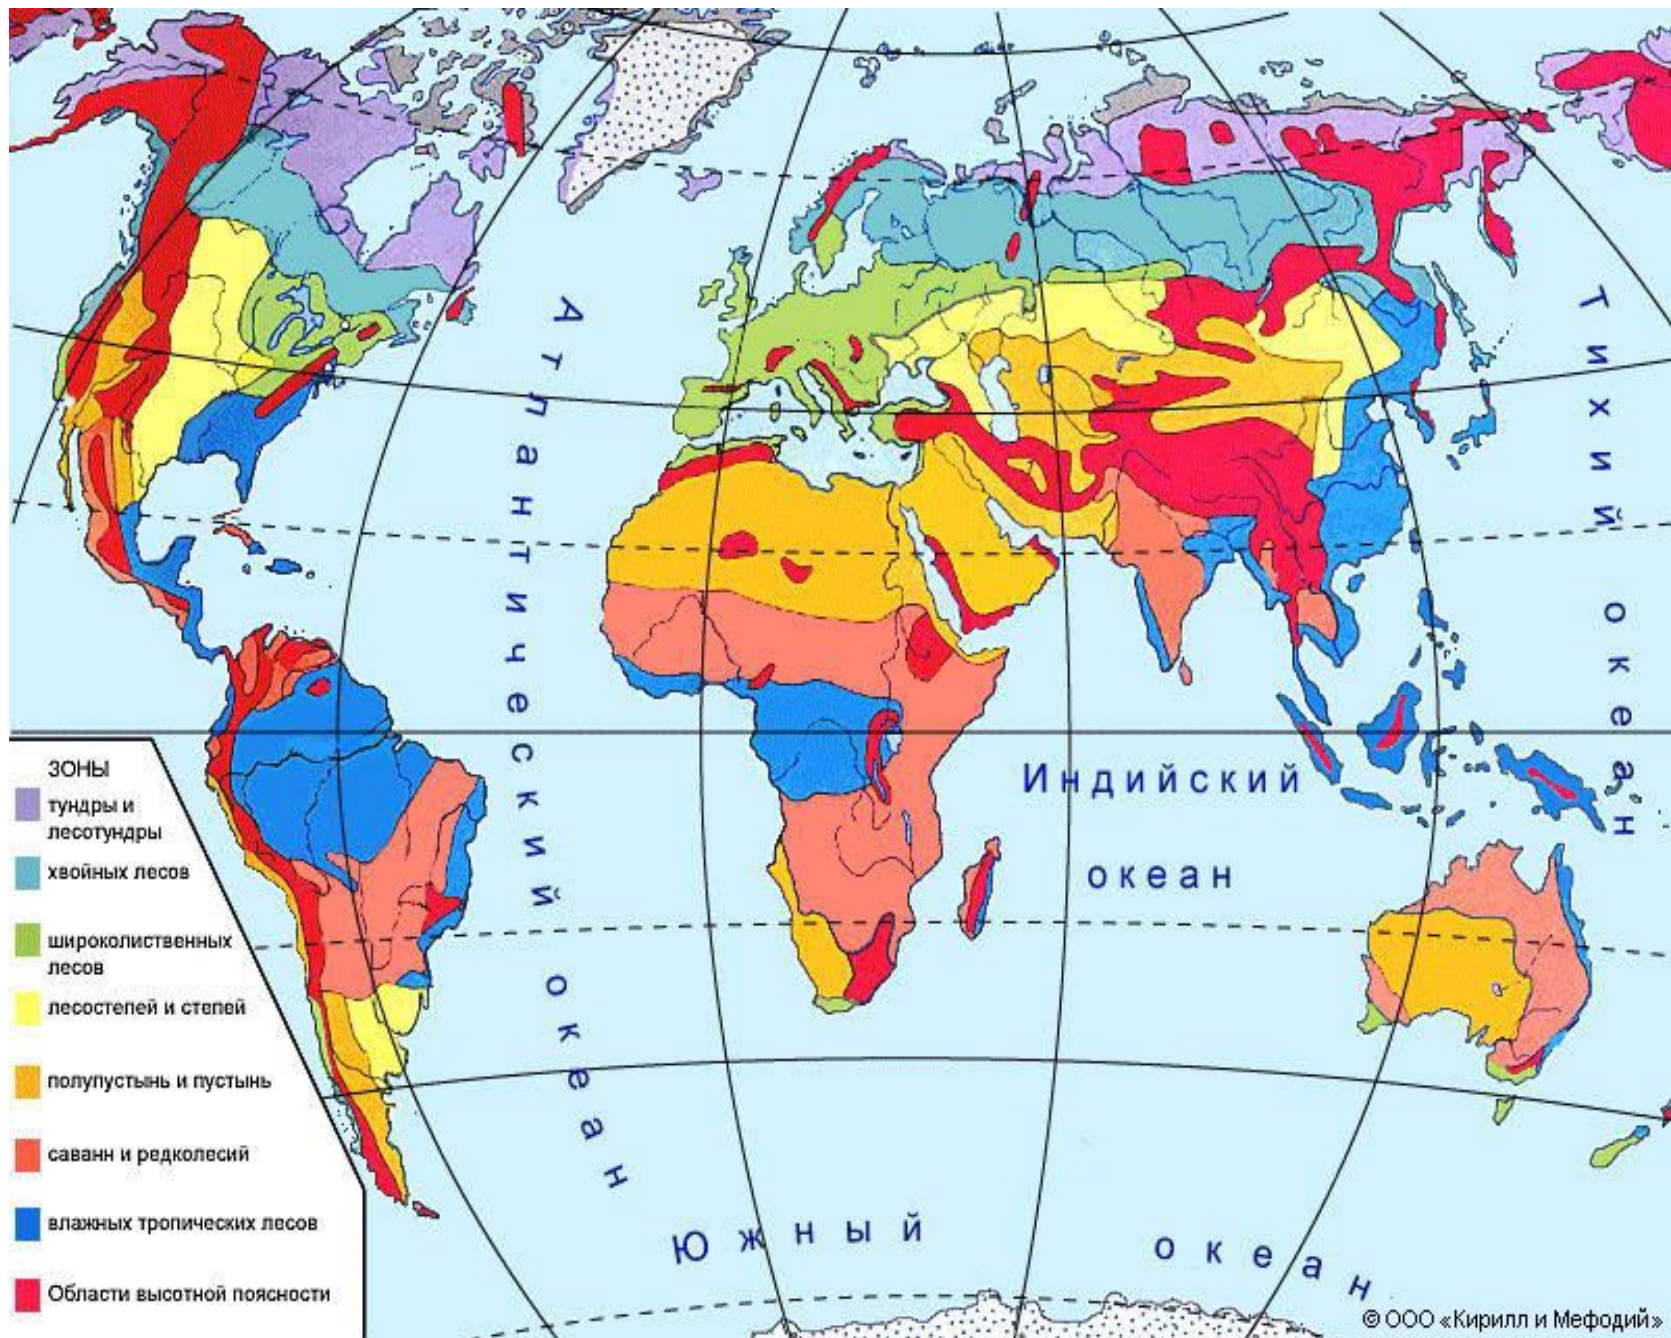 Атлантический океан
Тихий океан
Индийский
океан
Южный океан
ЗОНЫ
тундры и
лесотундры
хвойных лесов
широколиственных
лесов
лесостепей и степей
полупустынь и пустынь
саванн и редколесий
влажных тропических лесов
Области высотной поясности
© ООО «Кирилл и Мефодий»